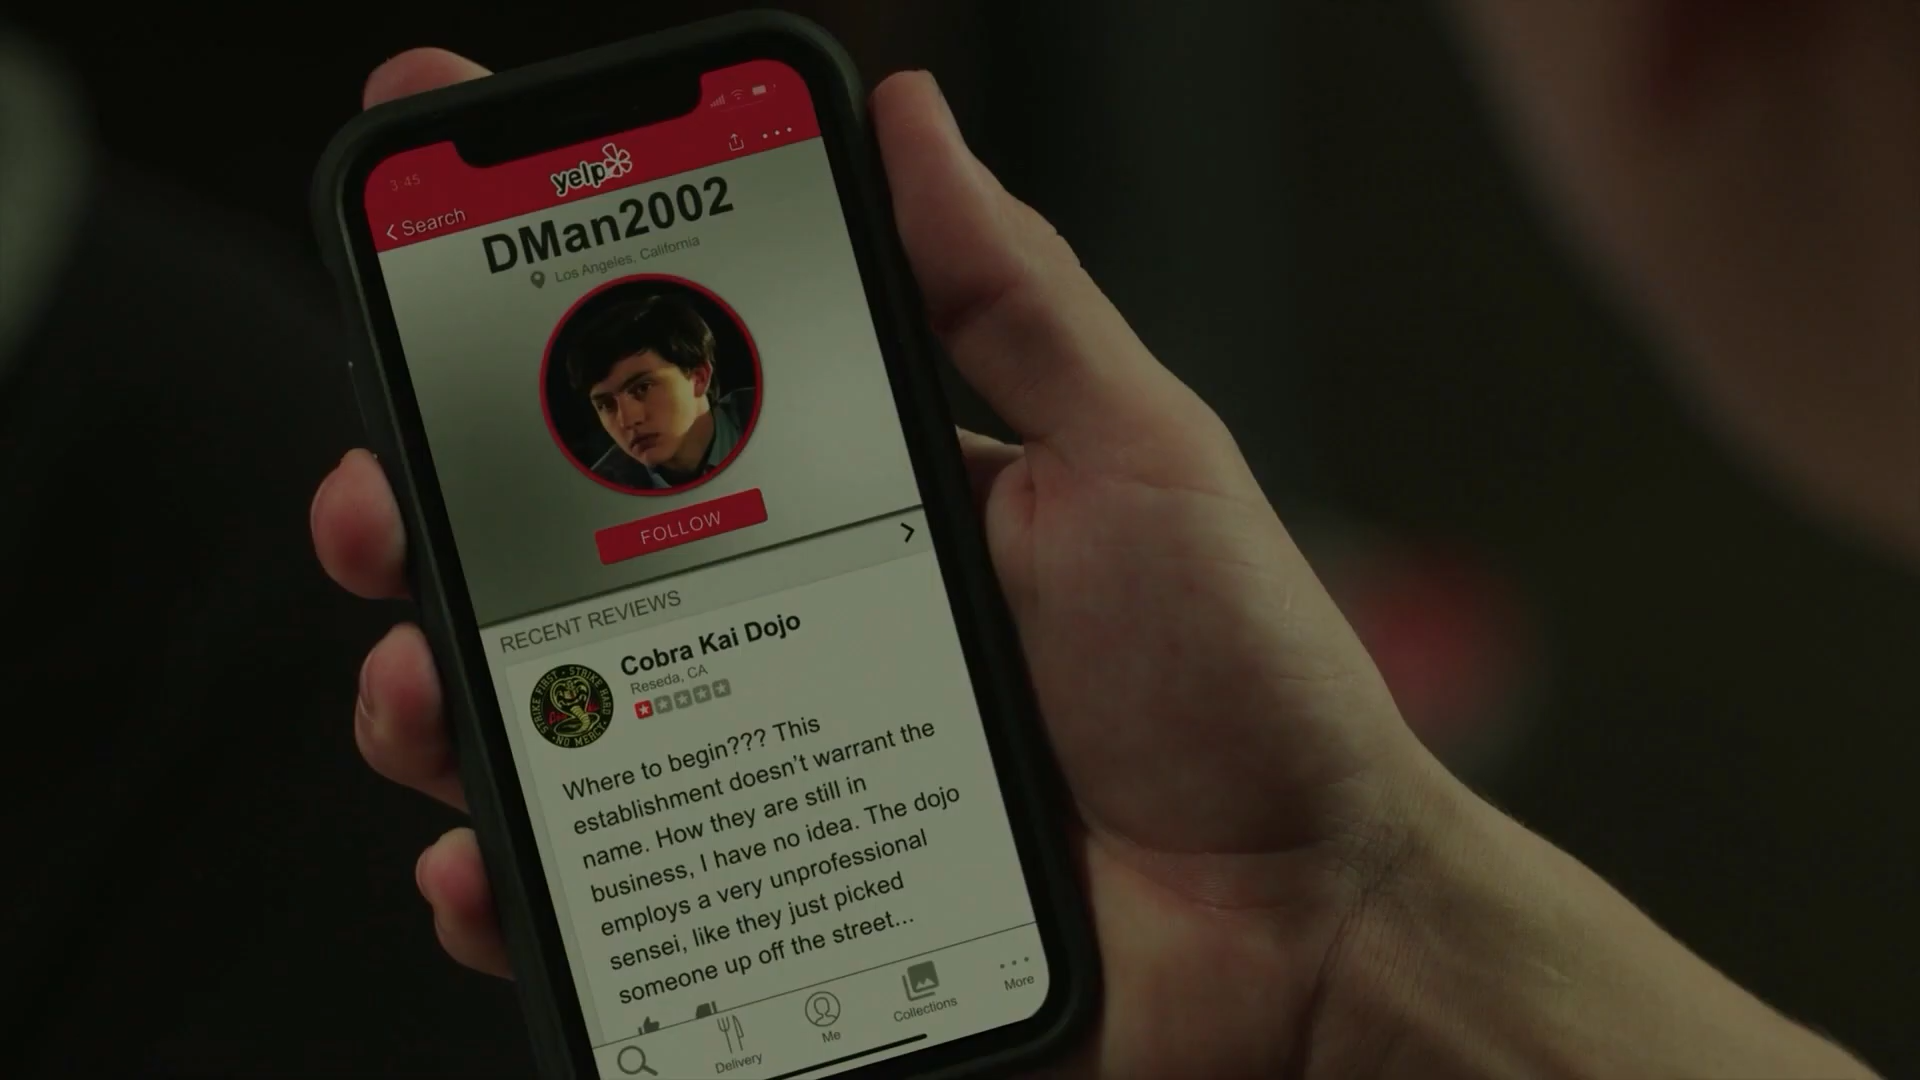 3:45
yelp
< Search
DMan2002
Los Angeles, California
FOLLOW
RECENT REVIEWS
Cobra Kai Dojo
Reseda, CA
STRIKE FIRST · STRIKE HARD · NO MERCY
Where to begin??? This
establishment doesn't warrant the
name. How they are still in
business, I have no idea. The dojo
employs a very unprofessional
sensei, like they just picked
someone up off the street...
Delivery
Me
Collections
More